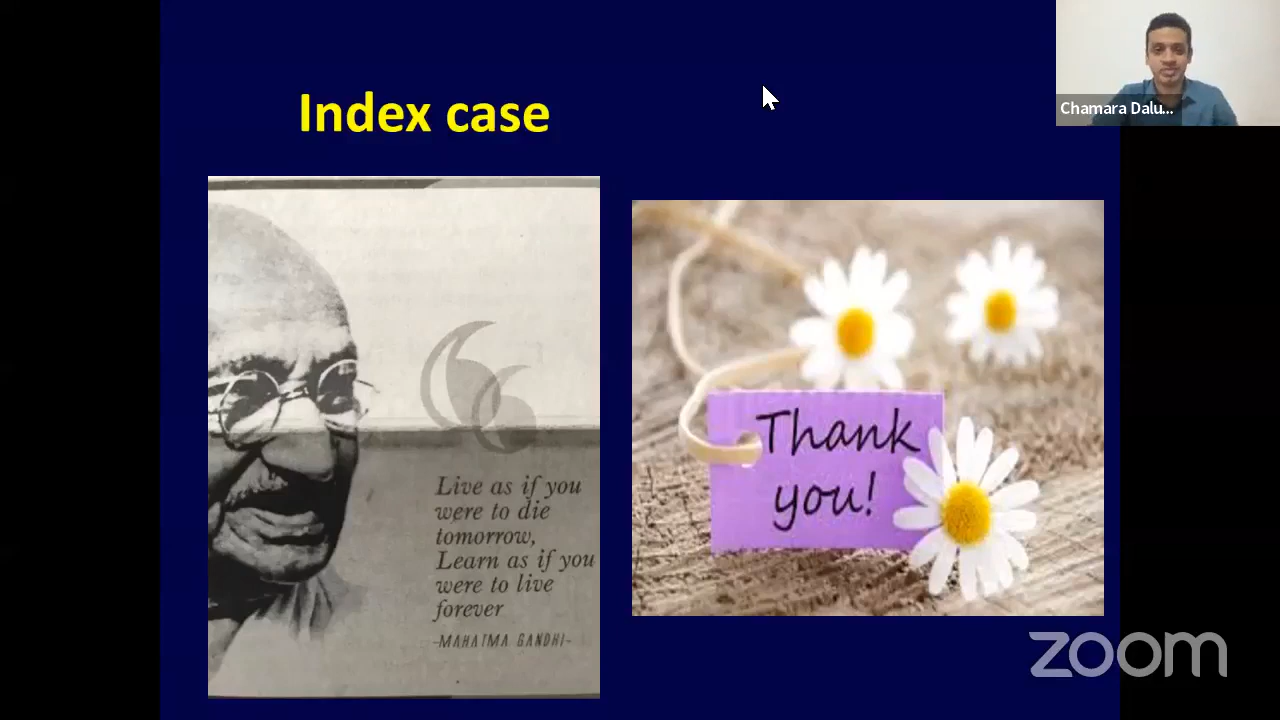 Index case
Chamara Dalu...
Live as if you
were to die
tomorrow,
Learn as if you
were to live
forever
-MAHATMA GANDHI-
Thank
you!
zoom